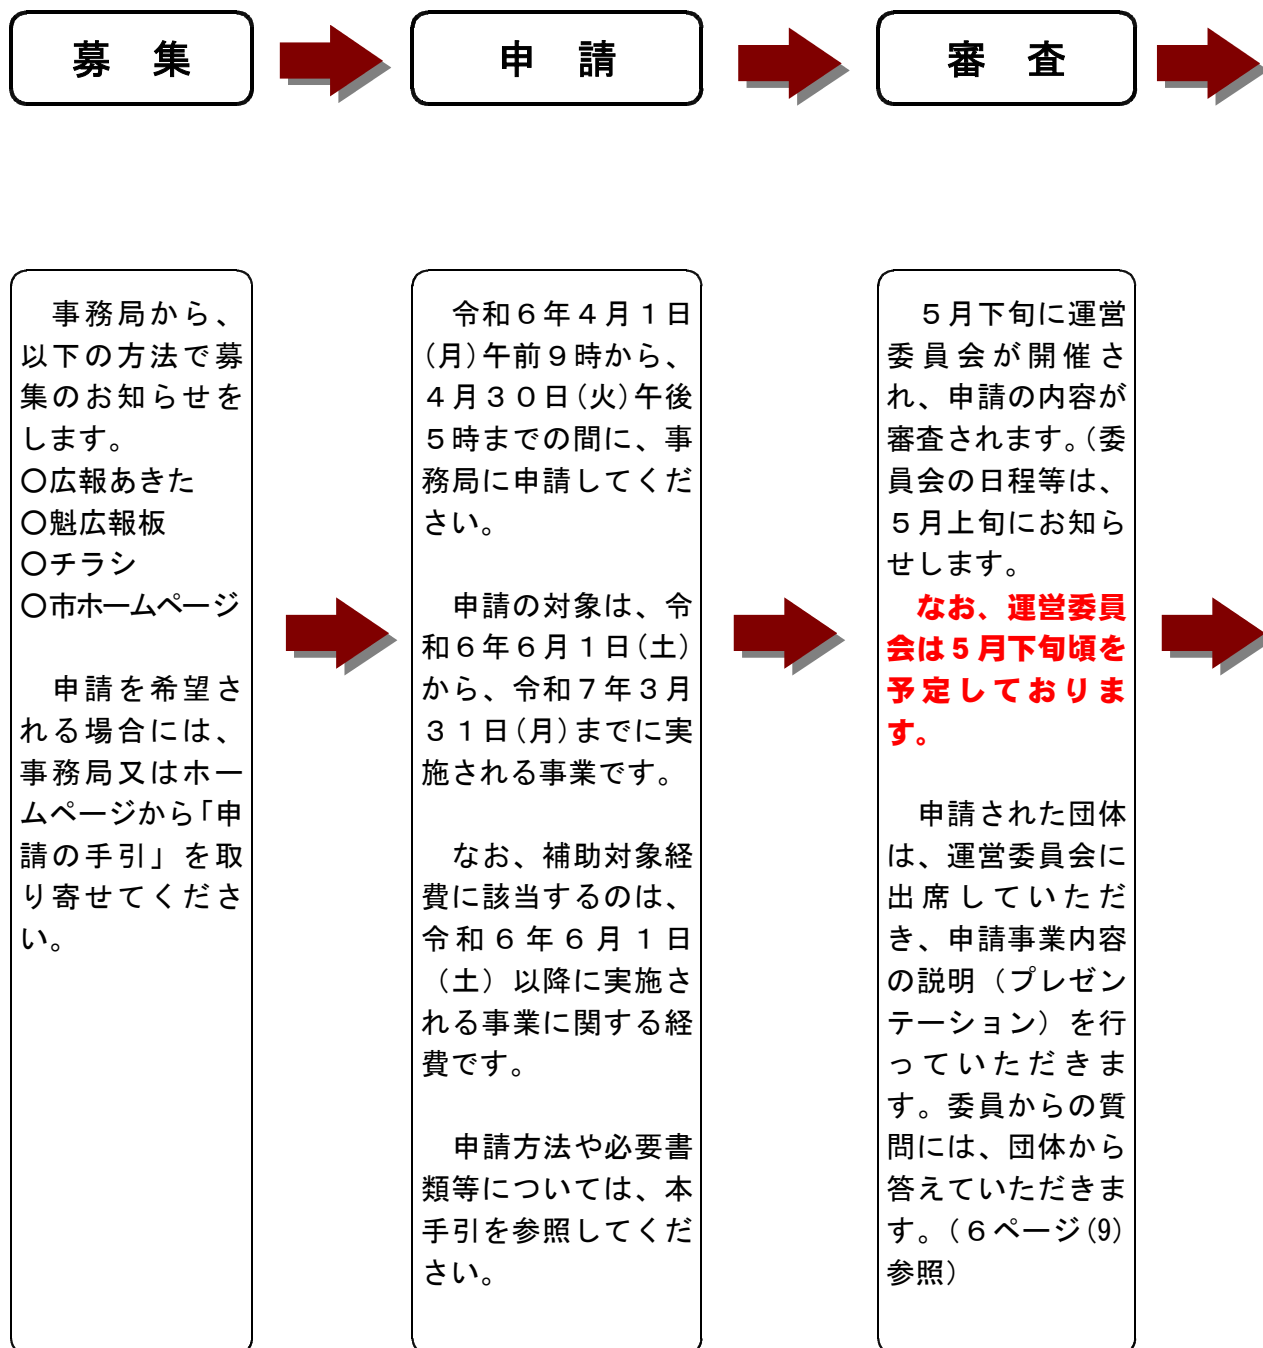 募　集
申　請
審　査
　事務局から、
以下の方法で募
集のお知らせを
します。
〇広報あきた
〇魁広報板
〇チラシ
〇市ホームページ
　申請を希望さ
れる場合には、
事務局又はホー
ムページから「申
請の手引」を取
り寄せてくださ
い。
　令和６年４月１日
(月)午前９時から、
４月３０日(火)午後
５時までの間に、事
務局に申請してくだ
さい。
　申請の対象は、令
和６年６月１日(土)
から、令和７年３月
３１日(月)までに実
施される事業です。
　なお、補助対象経
費に該当するのは、
令和６年６月１日
（土）以降に実施さ
れる事業に関する経
費です。
　申請方法や必要書
類等については、本
手引を参照してくだ
さい。
　５月下旬に運営
委員会が開催さ
れ、申請の内容が
審査されます。(委
員会の日程等は、
５月上旬にお知ら
せします。
　なお、運営委員
会は５月下旬頃を
予定しておりま
す。
　申請された団体
は、運営委員会に
出席していただ
き、申請事業内容
の説明（プレゼン
テーション）を行
っていただきま
す。委員からの質
問には、団体から
答えていただきま
す。(６ページ(9)
参照)